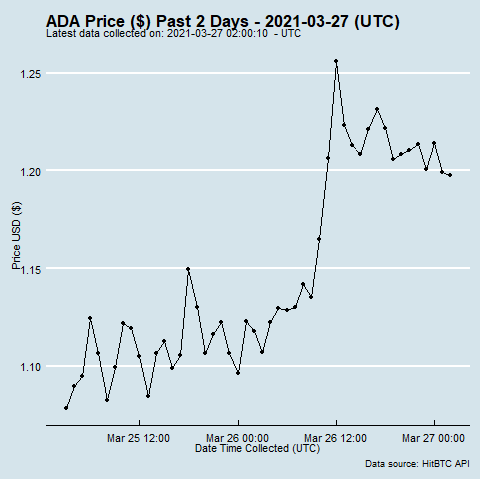 ADA Price ($) Past 2 Days - 2021-03-27 (UTC)
Latest data collected on: 2021-03-27 02:00:10 - UTC
1.25
1.20
1.15
1.10
Price USD ($)
Mar 25 12:00 Mar 26 00:00 Mar 26 12:00 Mar 27 00:00
Date Time Collected (UTC)
Data source: HitBTC API